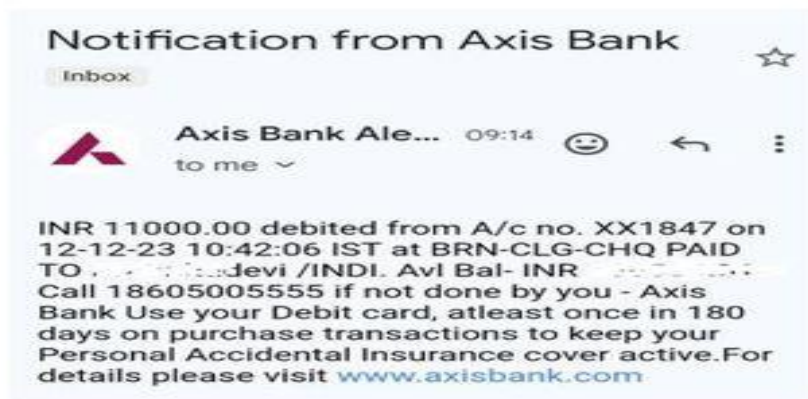 Notification from Axis Bank
Inbox
Axis Bank Ale... 09:14
to me
INR 11000.00 debited from A/c no. XX1847 on
12-12-23 10:42:06 IST at BRN-CLG-CHQ PAID
TO devi /INDI. Avl Bal- INR
Call 18605005555 if not done by you - Axis
Bank Use your Debit card, atleast once in 180
days on purchase transactions to keep your
Personal Accidental Insurance cover active.For
details please visit www.axisbank.com